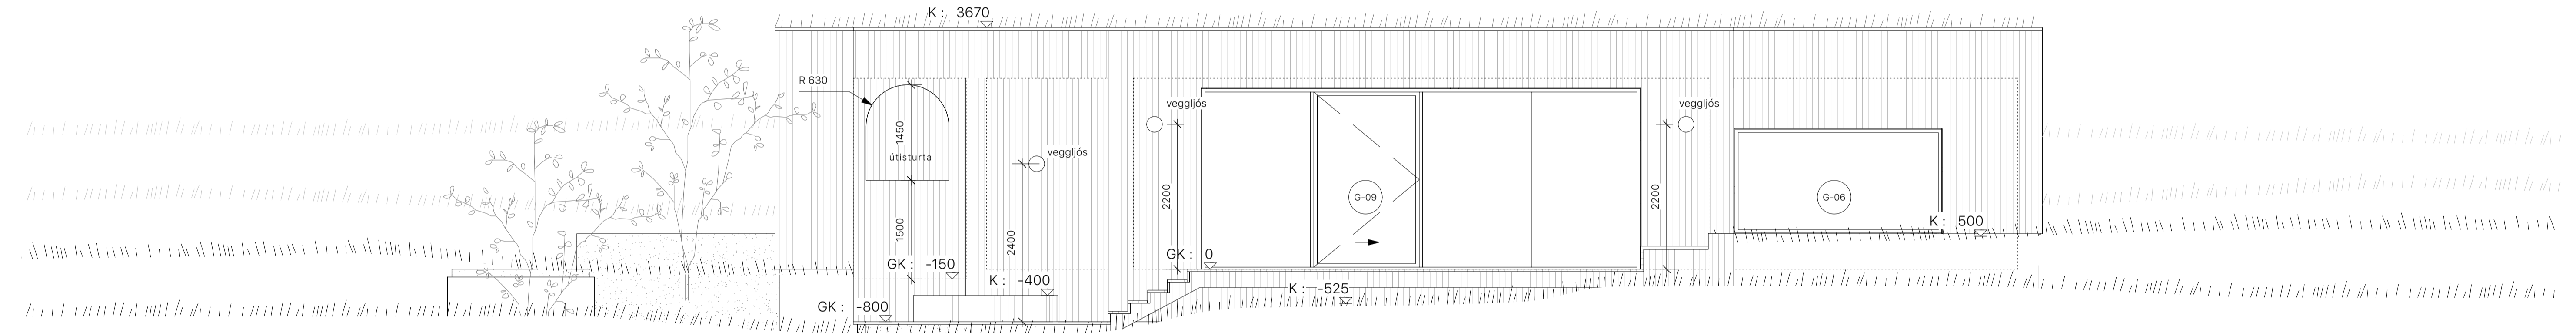 K : 3670
R 630
veggljós
veggljós
1450
útisturta
veggljós
2200
G-09
2200
G-06
K : 500
1500
2400
GK : 0
GK : -150
K : -400
K : -525
GK : -800